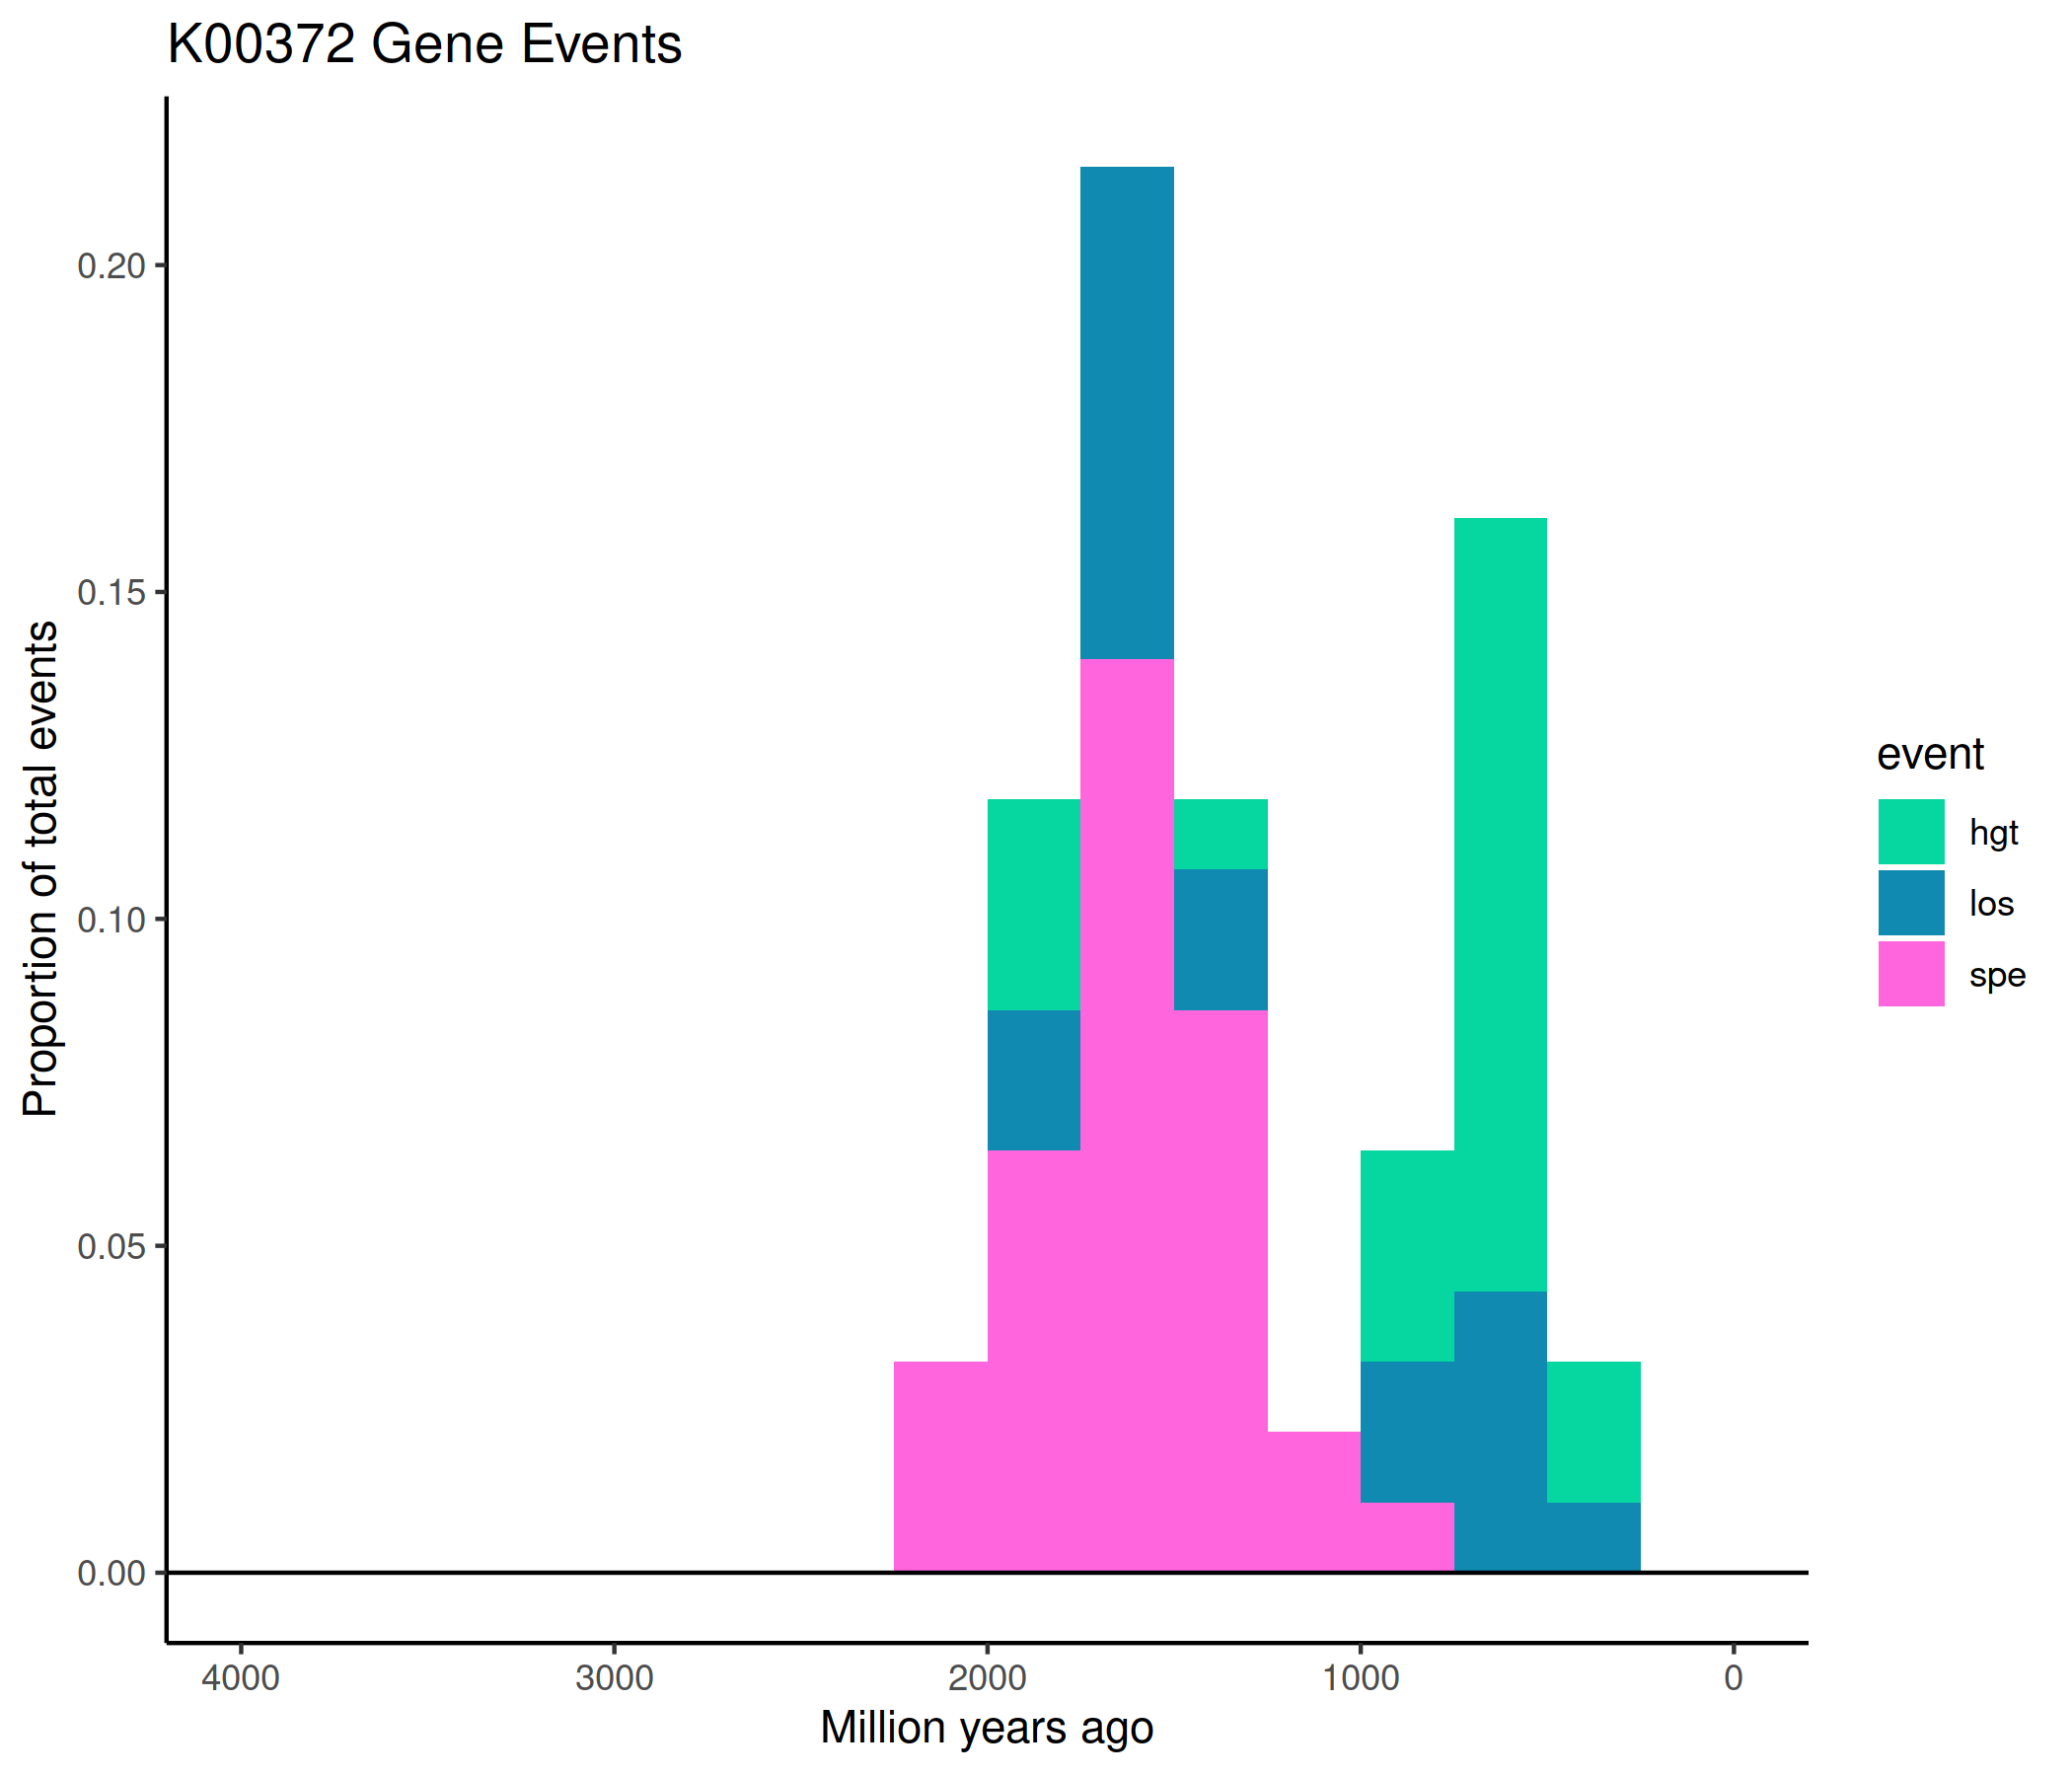 K00372 Gene Events
0.20
0.15
0.10
0.05
0.00
Proportion of total events
4000 3000 2000 1000 0
Million years ago
event
hgt
los
spe